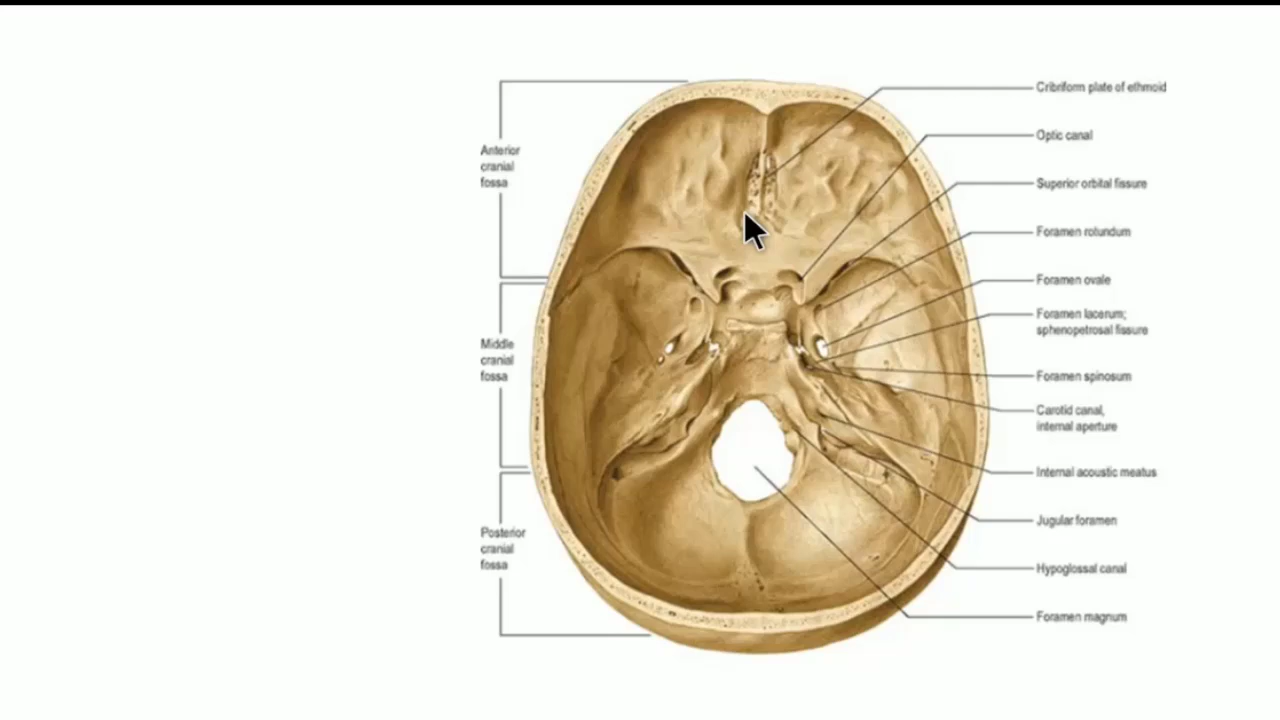 Anterior
cranial
fossa
Middle
cranial
fossa
Posterior
cranial
fossa
Cribriform plate of ethmoid
Optic canal
Superior orbital fissure
Foramen rotundum
Foramen ovale
Foramen lacerum;
sphenopetrosal fissure
Foramen spinosum
Carotid canal,
internal aperture
Internal acoustic meatus
Jugular foramen
Hypoglossal canal
Foramen magnum